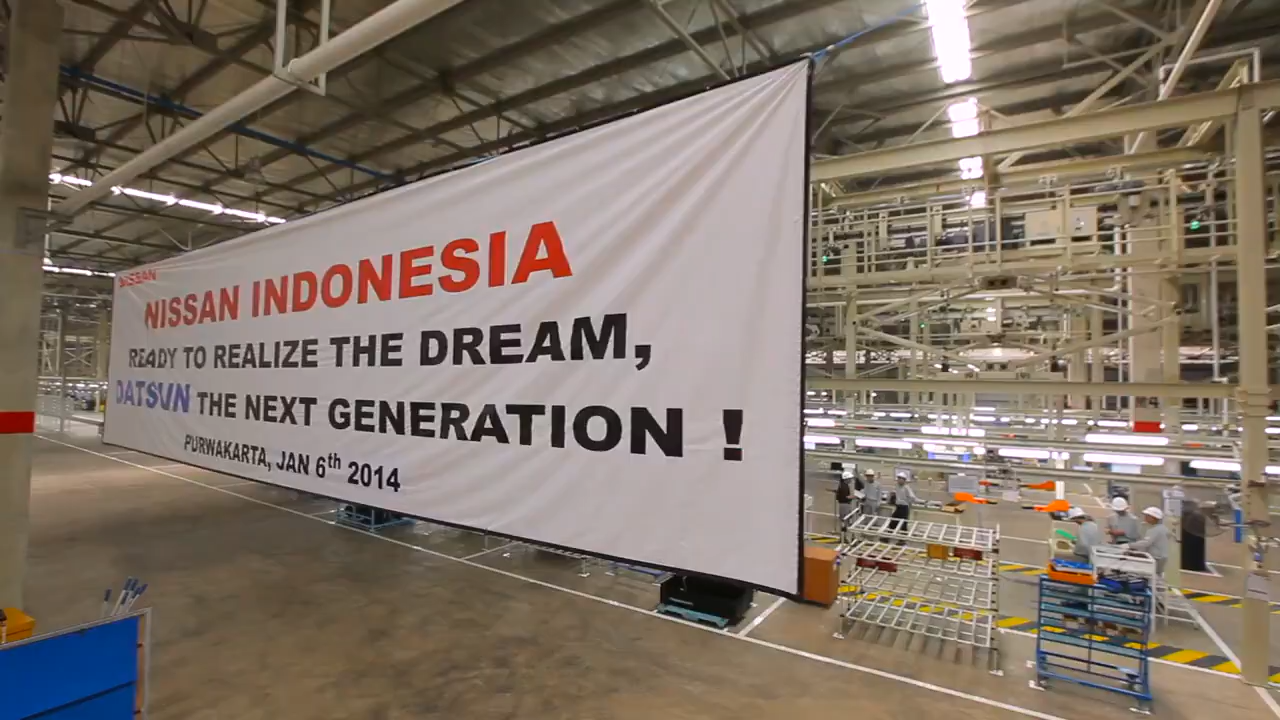 NISSAN
NISSAN INDONESIA
READY TO REALIZE THE DREAM,
DATSUN THE NEXT GENERATION !
PURWAKARTA, JAN 6th 2014